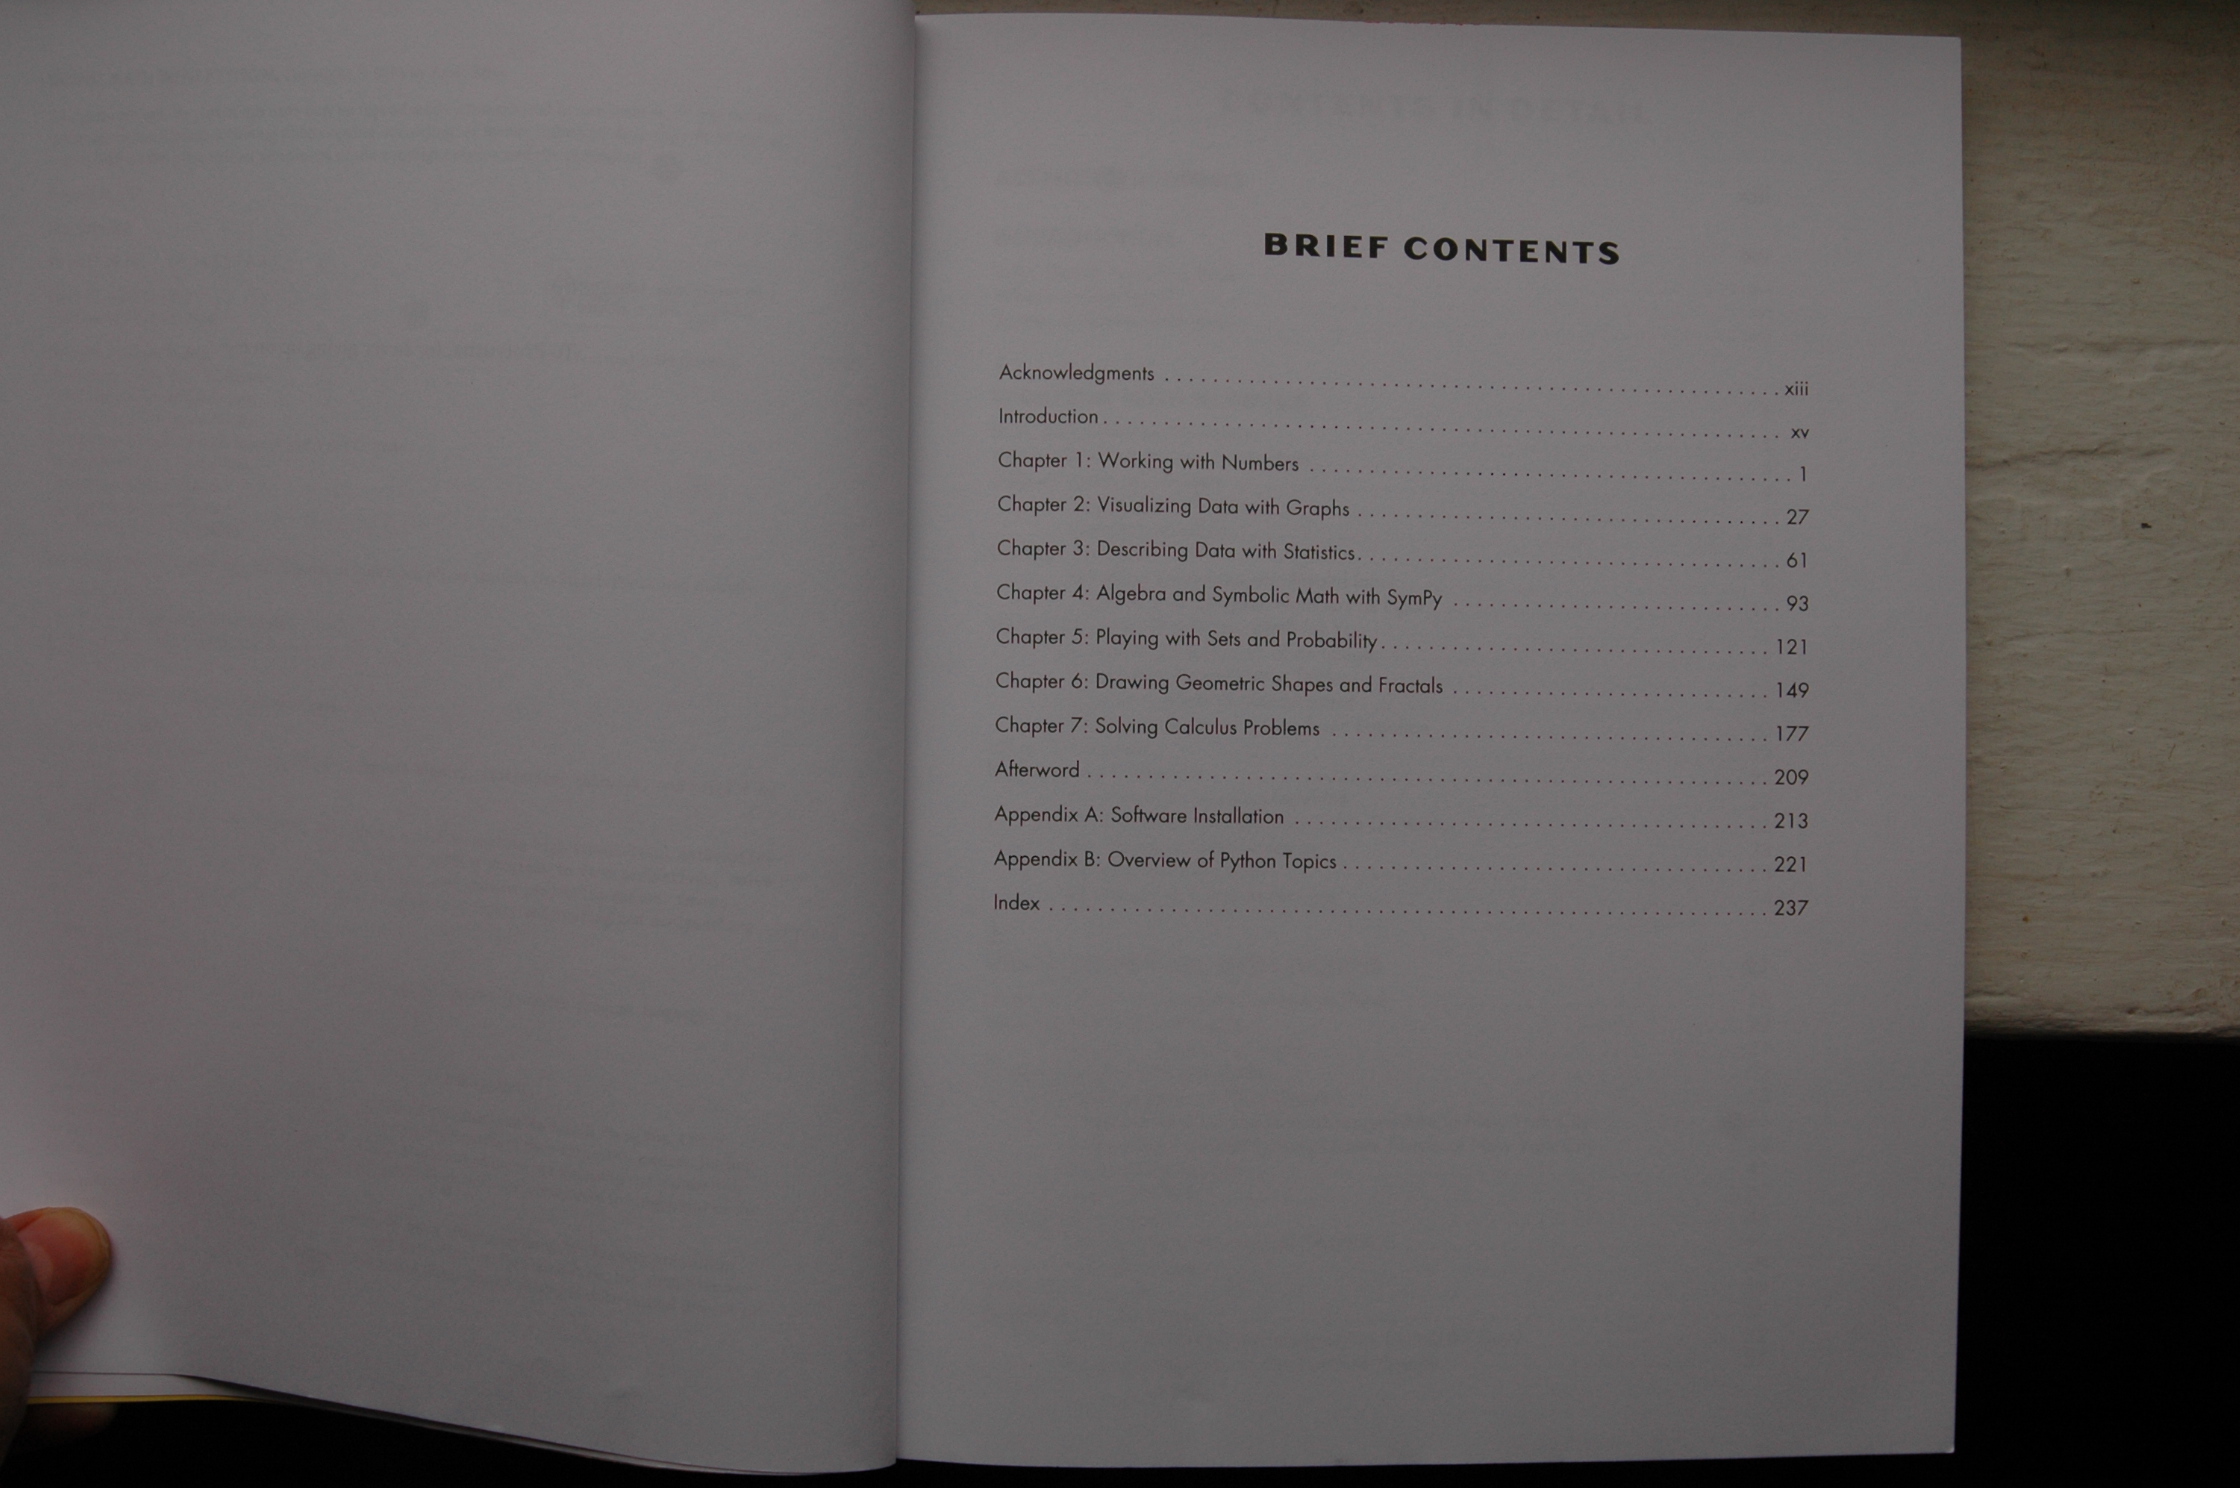 BRIEF CONTENTS
Acknowledgments . . . . . . . . . . . . . . . . . . . . . . . . . . . . . . . . . . . . . . . . . . . . . . . . . . . xiii
Introduction . . . . . . . . . . . . . . . . . . . . . . . . . . . . . . . . . . . . . . . . . . . . . . . . . . . . . . . . xv
Chapter 1: Working with Numbers . . . . . . . . . . . . . . . . . . . . . . . . . . . . . . . . . . . . . . . . 1
Chapter 2: Visualizing Data with Graphs . . . . . . . . . . . . . . . . . . . . . . . . . . . . . . . . . . . 27
Chapter 3: Describing Data with Statistics . . . . . . . . . . . . . . . . . . . . . . . . . . . . . . . . . . . 61
Chapter 4: Algebra and Symbolic Math with SymPy . . . . . . . . . . . . . . . . . . . . . . . . . . . 93
Chapter 5: Playing with Sets and Probability . . . . . . . . . . . . . . . . . . . . . . . . . . . . . . . . 121
Chapter 6: Drawing Geometric Shapes and Fractals . . . . . . . . . . . . . . . . . . . . . . . . . . 149
Chapter 7: Solving Calculus Problems . . . . . . . . . . . . . . . . . . . . . . . . . . . . . . . . . . . . 177
Afterword . . . . . . . . . . . . . . . . . . . . . . . . . . . . . . . . . . . . . . . . . . . . . . . . . . . . . . . . 209
Appendix A: Software Installation . . . . . . . . . . . . . . . . . . . . . . . . . . . . . . . . . . . . . . . 213
Appendix B: Overview of Python Topics . . . . . . . . . . . . . . . . . . . . . . . . . . . . . . . . . . . 221
Index . . . . . . . . . . . . . . . . . . . . . . . . . . . . . . . . . . . . . . . . . . . . . . . . . . . . . . . . . . . 237